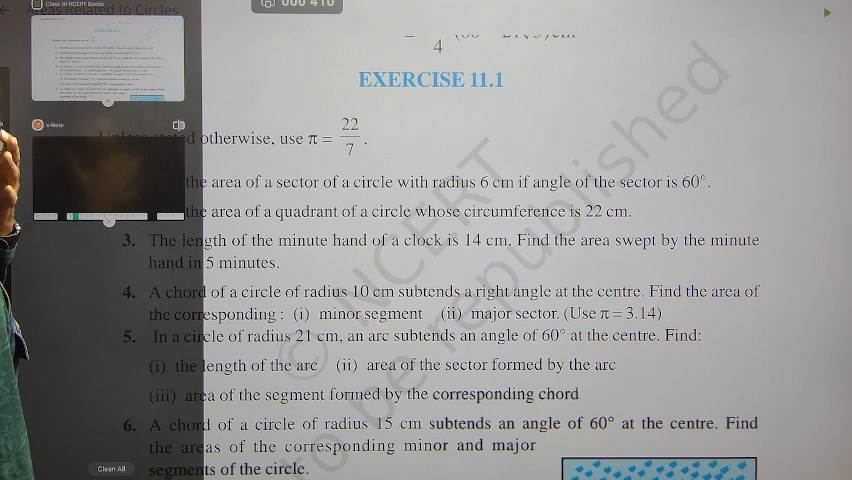 Areas Related to Circles
Class 10 NCERT Books
000 410
EXERCISE 11.1
e-Note
Unless stated otherwise, use π = 22/7.
the area of a sector of a circle with radius 6 cm if angle of the sector is 60°.
the area of a quadrant of a circle whose circumference is 22 cm.
3. The length of the minute hand of a clock is 14 cm. Find the area swept by the minute
hand in 5 minutes.
4. A chord of a circle of radius 10 cm subtends a right angle at the centre. Find the area of
the corresponding : (i) minor segment (ii) major sector. (Use π = 3.14)
5. In a circle of radius 21 cm, an arc subtends an angle of 60° at the centre. Find:
(i) the length of the arc (ii) area of the sector formed by the arc
(iii) area of the segment formed by the corresponding chord
6. A chord of a circle of radius 15 cm subtends an angle of 60° at the centre. Find
the areas of the corresponding minor and major
Clean All
segments of the circle.
© NCERT
to be republished